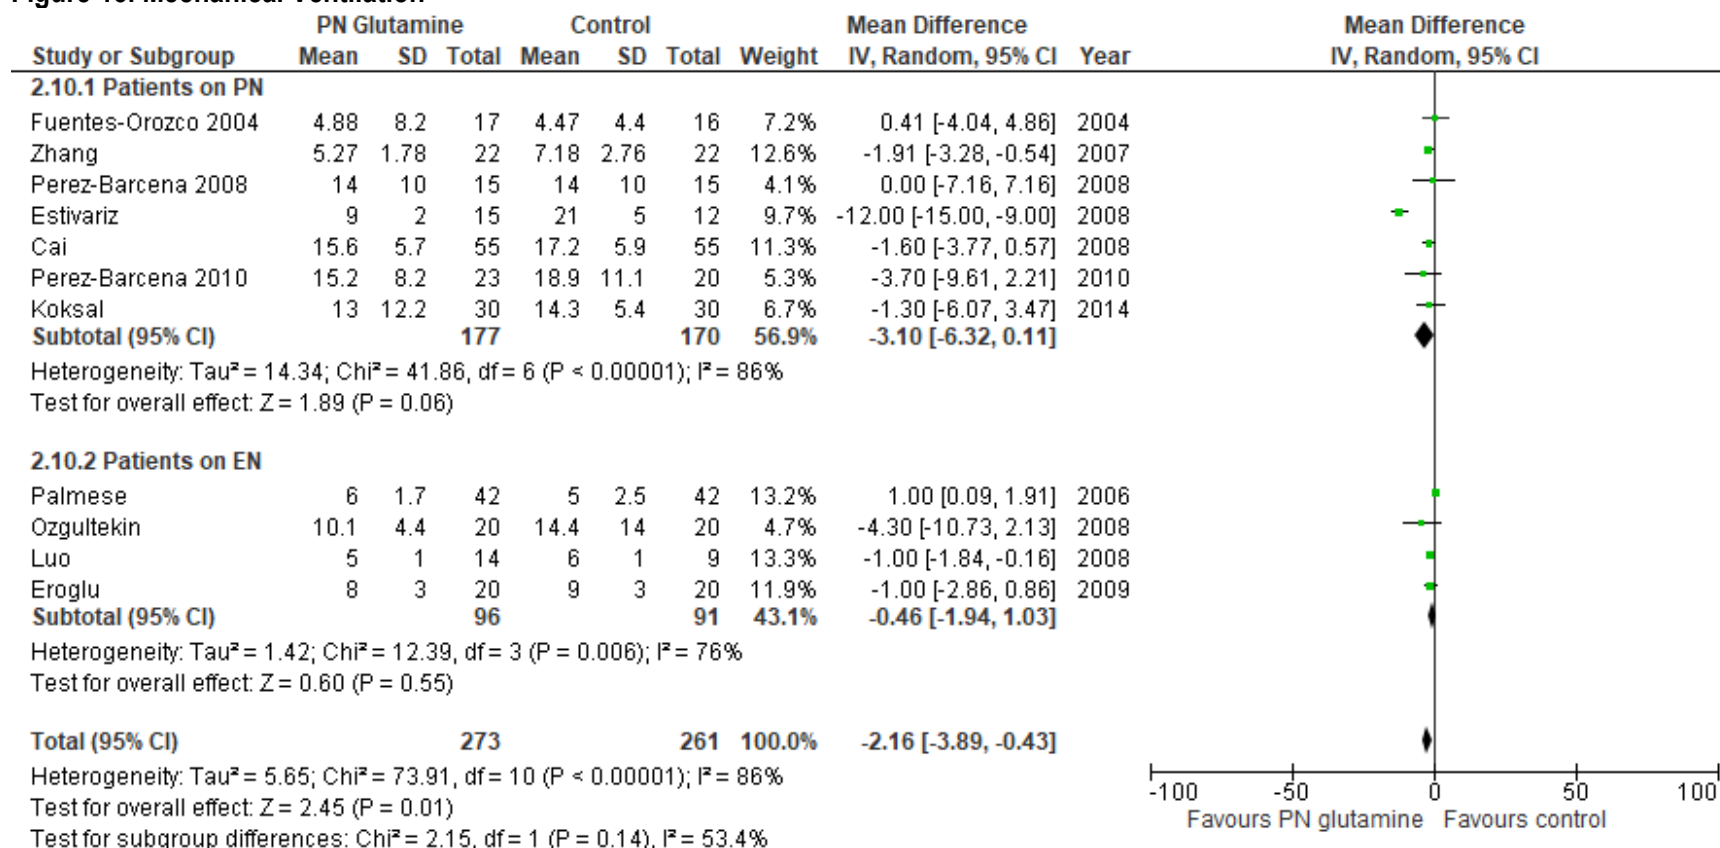 PN Glutamine Control Mean Difference Mean Difference
Study or Subgroup Mean SD Total Mean SD Total Weight IV, Random, 95% CI Year IV, Random, 95% CI
2.10.1 Patients on PN
Fuentes-Orozco 2004 4.88 8.2 17 4.47 4.4 16 7.2% 0.41 [-4.04, 4.86] 2004
Zhang 5.27 1.78 22 7.18 2.76 22 12.6% -1.91 [-3.28, -0.54] 2007
Perez-Barcena 2008 14 10 15 14 10 15 4.1% 0.00 [-7.16, 7.16] 2008
Estivariz 9 2 15 21 5 12 9.7% -12.00 [-15.00, -9.00] 2008
Cai 15.6 5.7 55 17.2 5.9 55 11.3% -1.60 [-3.77, 0.57] 2008
Perez-Barcena 2010 15.2 8.2 23 18.9 11.1 20 5.3% -3.70 [-9.61, 2.21] 2010
Koksal 13 12.2 30 14.3 5.4 30 6.7% -1.30 [-6.07, 3.47] 2014
Subtotal (95% CI) 177 170 56.9% -3.10 [-6.32, 0.11]
Heterogeneity: Tau² = 14.34; Chi² = 41.86, df = 6 (P < 0.00001); I² = 86%
Test for overall effect: Z = 1.89 (P = 0.06)
2.10.2 Patients on EN
Palmese 6 1.7 42 5 2.5 42 13.2% 1.00 [0.09, 1.91] 2006
Ozgultekin 10.1 4.4 20 14.4 14 20 4.7% -4.30 [-10.73, 2.13] 2008
Luo 5 1 14 6 1 9 13.3% -1.00 [-1.84, -0.16] 2008
Eroglu 8 3 20 9 3 20 11.9% -1.00 [-2.86, 0.86] 2009
Subtotal (95% CI) 96 91 43.1% -0.46 [-1.94, 1.03]
Heterogeneity: Tau² = 1.42; Chi² = 12.39, df = 3 (P = 0.006); I² = 76%
Test for overall effect: Z = 0.60 (P = 0.55)
Total (95% CI) 273 261 100.0% -2.16 [-3.89, -0.43]
Heterogeneity: Tau² = 5.65; Chi² = 73.91, df = 10 (P < 0.00001); I² = 86%
Test for overall effect: Z = 2.45 (P = 0.01)
Test for subgroup differences: Chi² = 2.15, df = 1 (P = 0.14), I² = 53.4%
-100 -50 0 50 100
Favours PN glutamine Favours control